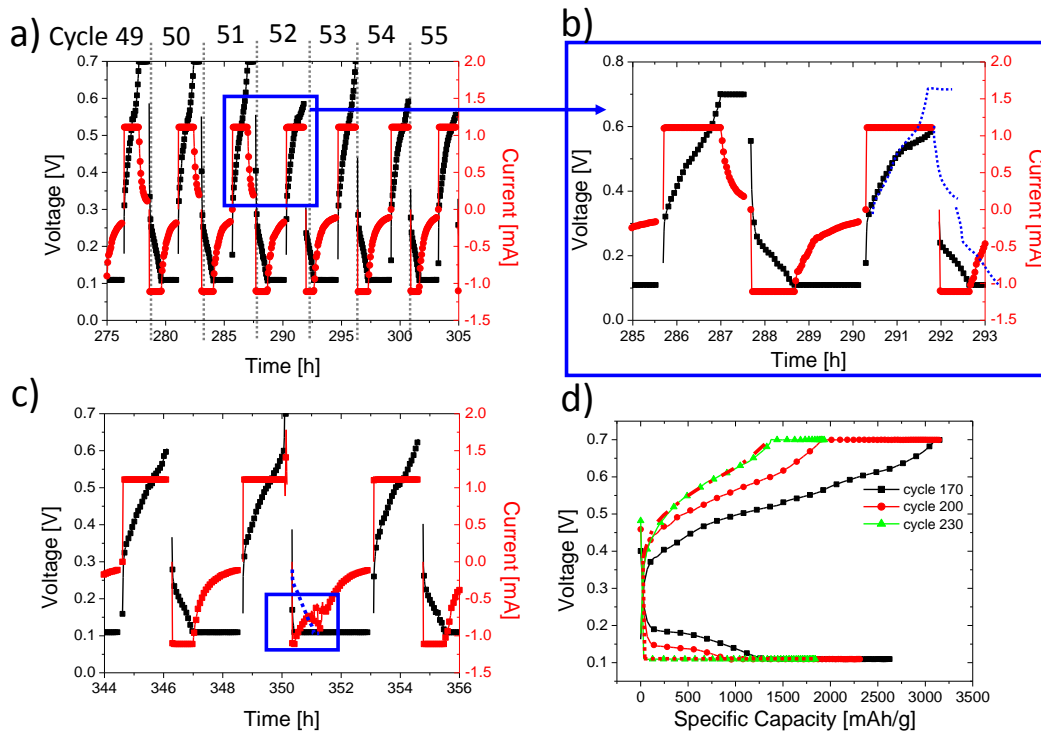 a)
Cycle 49 50 51 52 53 54 55
0.7
0.6
0.5
0.4
0.3
0.2
0.1
0.0
Voltage [V]
2.0
1.5
1.0
0.5
0.0
-0.5
-1.0
-1.5
Current [mA]
275 280 285 290 295 300 305
Time [h]
b)
0.8
0.6
0.4
0.2
0.0
Voltage [V]
2.0
1.5
1.0
0.5
0.0
-0.5
-1.0
-1.5
Current [mA]
285 286 287 288 289 290 291 292 293
Time [h]
c)
0.7
0.6
0.5
0.4
0.3
0.2
0.1
0.0
Voltage [V]
2.0
1.5
1.0
0.5
0.0
-0.5
-1.0
-1.5
Current [mA]
344 346 348 350 352 354 356
Time [h]
d)
0.7
0.5
0.3
0.1
Voltage [V]
cycle 170
cycle 200
cycle 230
0 500 1000 1500 2000 2500 3000 3500
Specific Capacity [mAh/g]